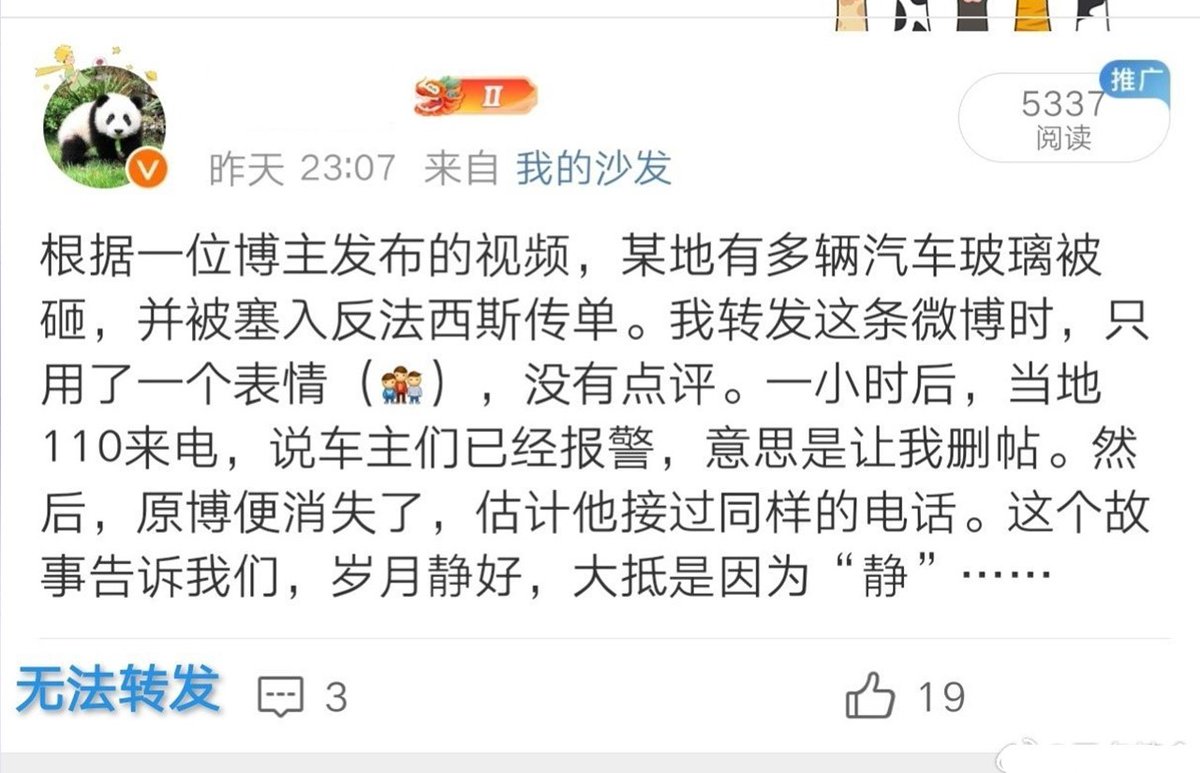 II
推广
5337
阅读
昨天 23:07 来自 我的沙发
根据一位博主发布的视频，某地有多辆汽车玻璃被
砸，并被塞入反法西斯传单。我转发这条微博时，只
用了一个表情（👨‍👦‍👦），没有点评。一小时后，当地
110来电，说车主们已经报警，意思是让我删帖。然
后，原博便消失了，估计他接过同样的电话。这个故
事告诉我们，岁月静好，大抵是因为“静”……
无法转发 3 19